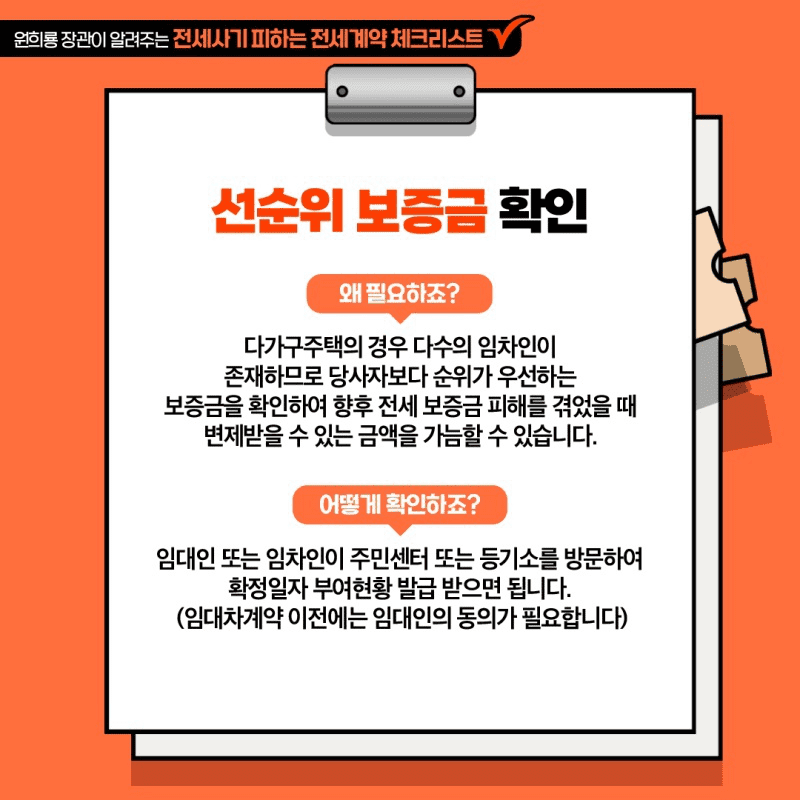 원희룡 장관이 알려주는 전세사기 피하는 전세계약 체크리스트
선순위 보증금 확인
왜 필요하죠?
다가구주택의 경우 다수의 임차인이
존재하므로 당사자보다 순위가 우선하는
보증금을 확인하여 향후 전세 보증금 피해를 겪었을 때
변제받을 수 있는 금액을 가늠할 수 있습니다.
어떻게 확인하죠?
임대인 또는 임차인이 주민센터 또는 등기소를 방문하여
확정일자 부여현황 발급 받으면 됩니다.
(임대차계약 이전에는 임대인의 동의가 필요합니다)